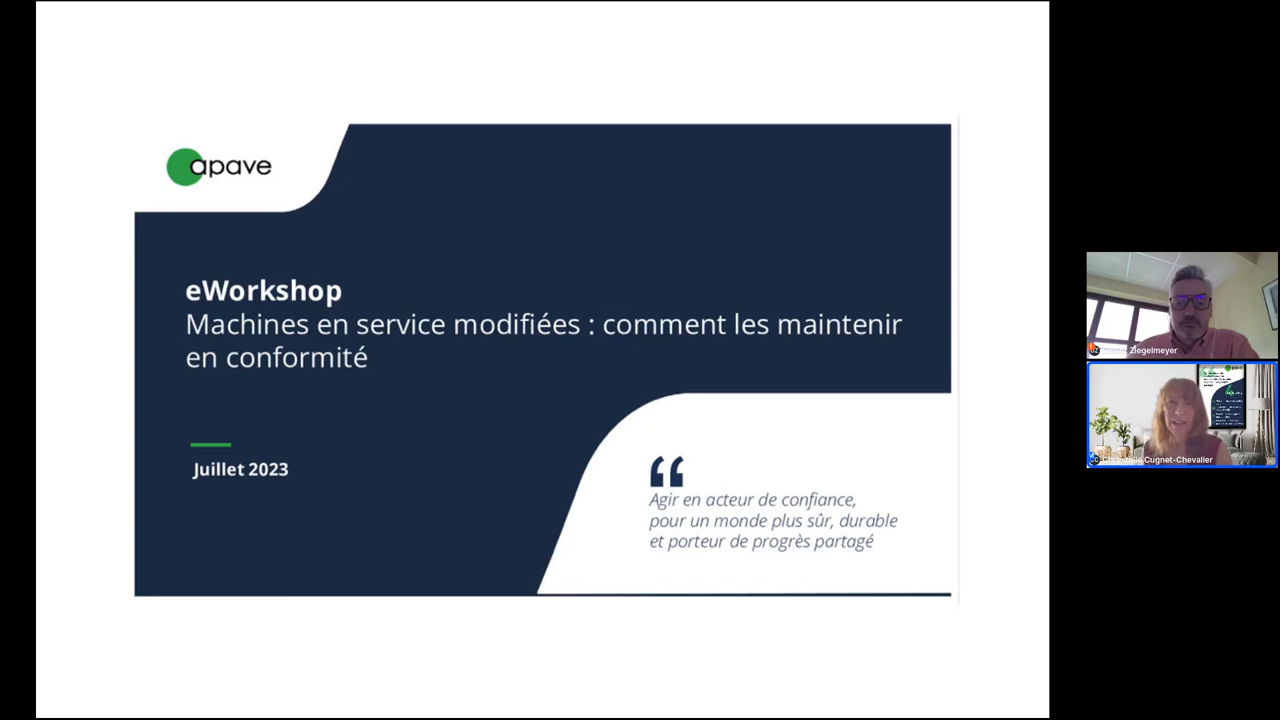 apave
eWorkshop
Machines en service modifiées : comment les maintenir
en conformité
Juillet 2023
Agir en acteur de confiance,
pour un monde plus sûr, durable
et porteur de progrès partagé
Ziegelmeyer
Cugnet-Chevallier